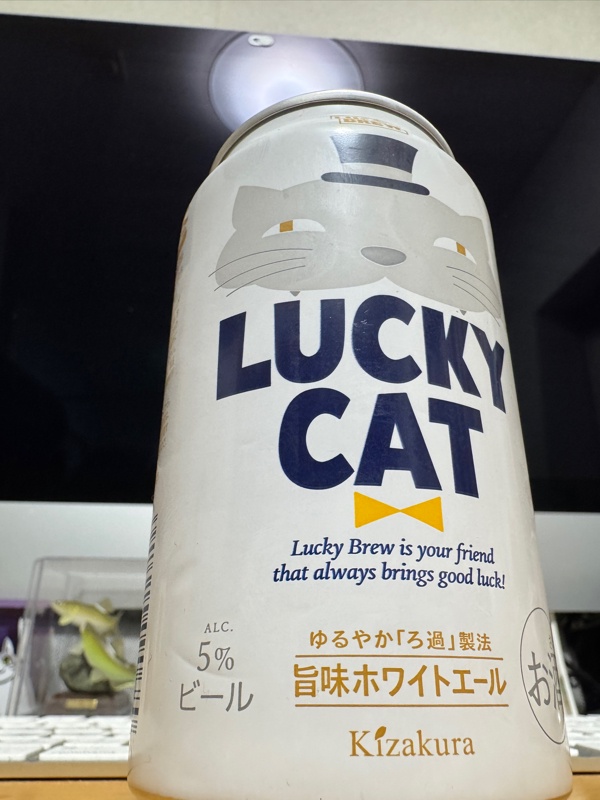 LUCKY
CAT
Lucky Brew is your friend
that always brings good luck!
ALC.
5%
ビール
ゆるやか「ろ過」製法
旨味ホワイトエール
Kizakura
お酒